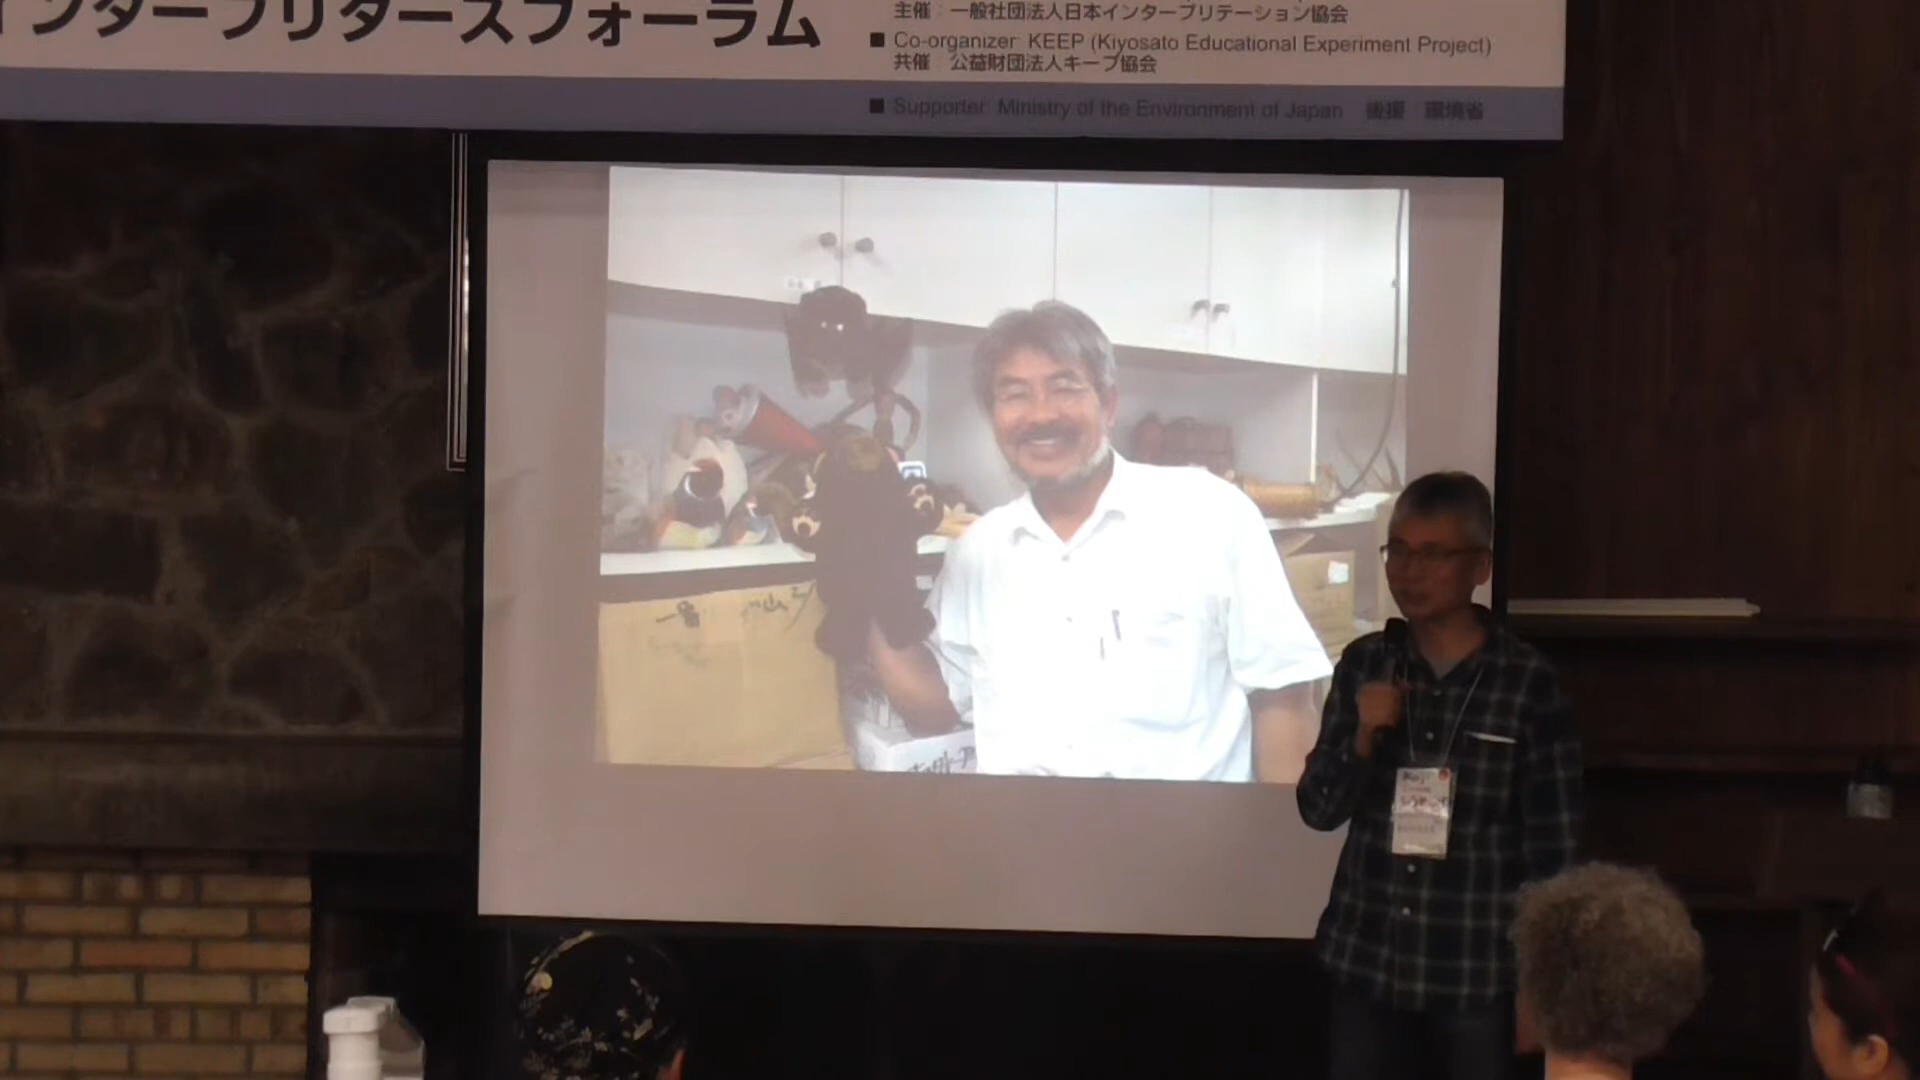 インタープリターズフォーラム
主催：一般社団法人日本インタープリテーション協会
■ Co-organizer: KEEP (Kiyosato Educational Experiment Project)
共催：公益財団法人キープ協会
■ Supporter: Ministry of the Environment of Japan 後援：環境省
一番
Koji